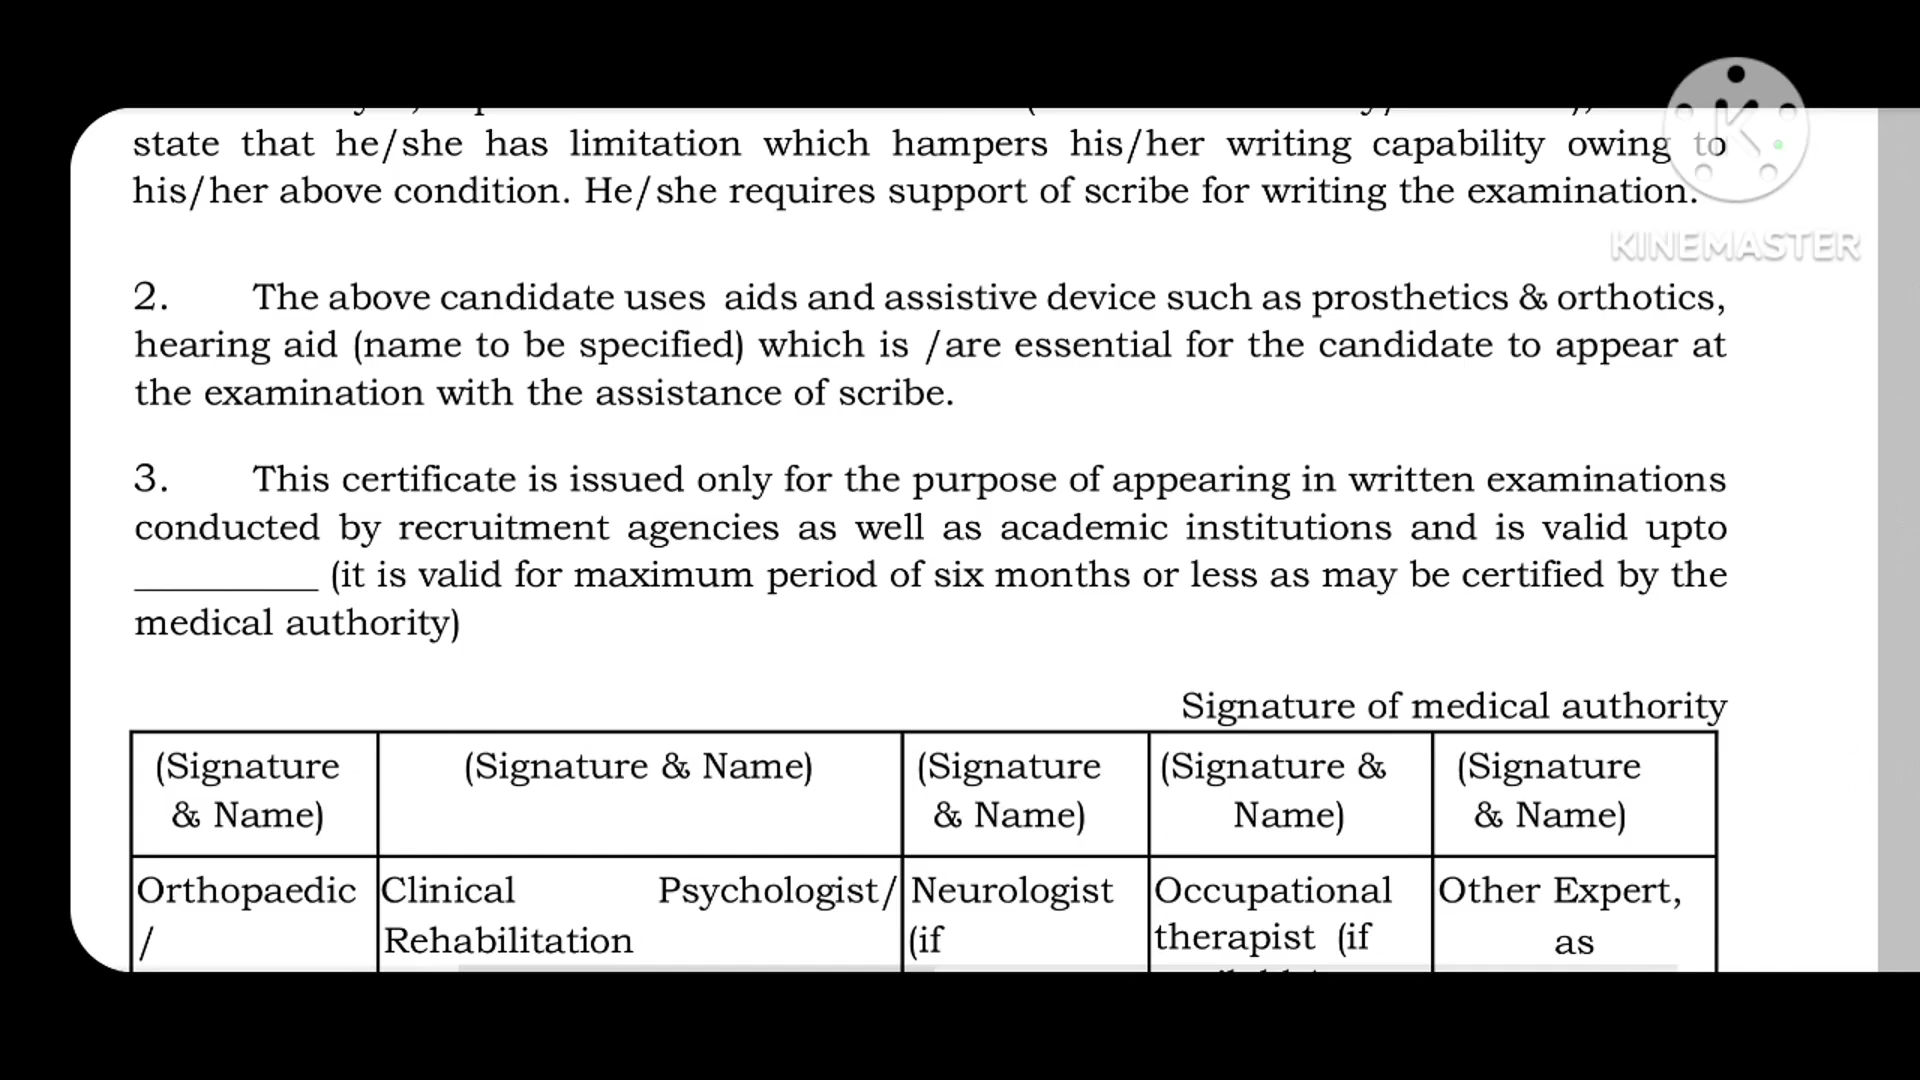 state that he/she has limitation which hampers his/her writing capability owing to
his/her above condition. He/she requires support of scribe for writing the examination.
KINEMASTER
2. The above candidate uses aids and assistive device such as prosthetics & orthotics,
hearing aid (name to be specified) which is /are essential for the candidate to appear at
the examination with the assistance of scribe.
3. This certificate is issued only for the purpose of appearing in written examinations
conducted by recruitment agencies as well as academic institutions and is valid upto
__________ (it is valid for maximum period of six months or less as may be certified by the
medical authority)
Signature of medical authority
(Signature & Name) (Signature & Name) (Signature & Name) (Signature & Name) (Signature & Name)
Orthopaedic Clinical Psychologist/ Neurologist Occupational Other Expert,
/ Rehabilitation (if therapist (if as